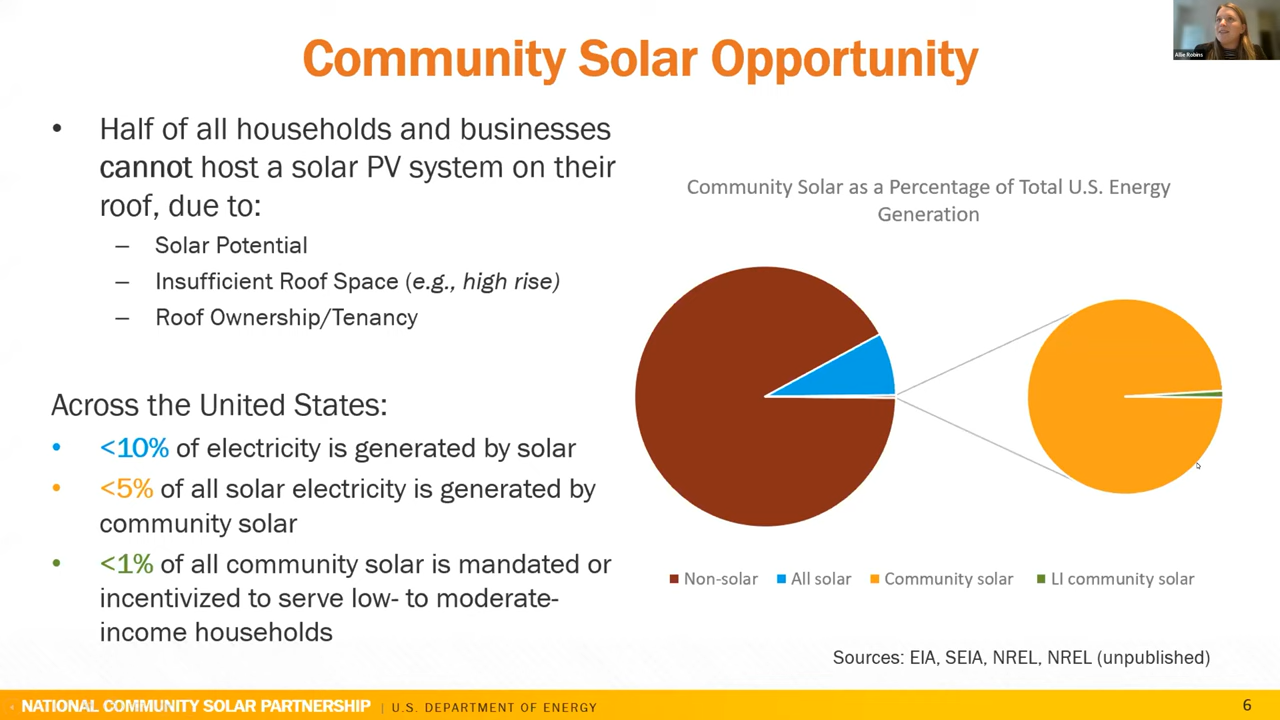 Community Solar Opportunity
Allie Robins
• Half of all households and businesses
cannot host a solar PV system on their
roof, due to:
– Solar Potential
– Insufficient Roof Space (e.g., high rise)
– Roof Ownership/Tenancy
Across the United States:
• <10% of electricity is generated by solar
• <5% of all solar electricity is generated by
community solar
• <1% of all community solar is mandated or
incentivized to serve low- to moderate-
income households
Community Solar as a Percentage of Total U.S. Energy
Generation
Non-solar All solar Community solar LI community solar
Sources: EIA, SEIA, NREL, NREL (unpublished)
NATIONAL COMMUNITY SOLAR PARTNERSHIP | U.S. DEPARTMENT OF ENERGY
6